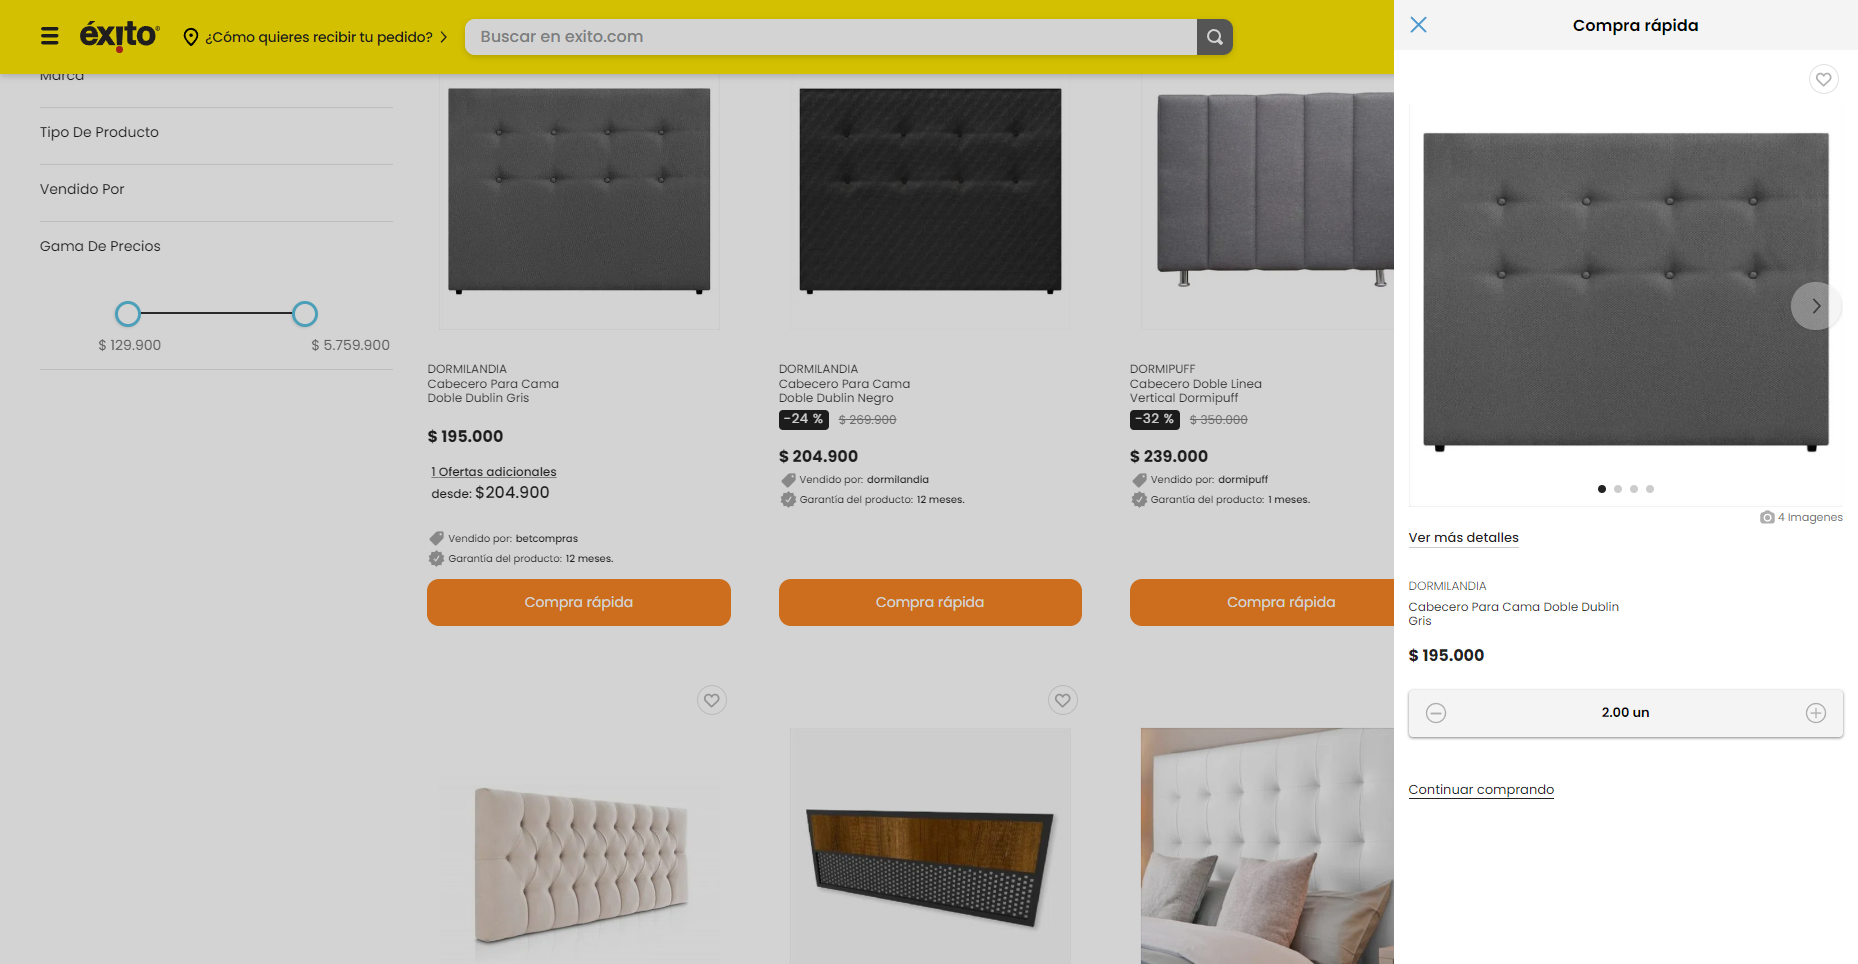 éxito
¿Cómo quieres recibir tu pedido?
Buscar en exito.com
Marca
Tipo De Producto
Vendido Por
Gama De Precios
$ 129.900
$ 5.759.900
DORMILANDIA
Cabecero Para Cama
Doble Dublin Gris
$ 195.000
1 Ofertas adicionales
desde: $204.900
Vendido por: betcompras
Garantía del producto: 12 meses.
Compra rápida
DORMILANDIA
Cabecero Para Cama
Doble Dublin Negro
-24 % $ 269.900
$ 204.900
Vendido por: dormilandia
Garantía del producto: 12 meses.
Compra rápida
DORMIPUFF
Cabecero Doble Linea
Vertical Dormipuff
-32 % $ 350.000
$ 239.000
Vendido por: dormipuff
Garantía del producto: 1 meses.
Compra rápida
Compra rápida
4 Imagenes
Ver más detalles
DORMILANDIA
Cabecero Para Cama Doble Dublin
Gris
$ 195.000
2.00 un
Continuar comprando